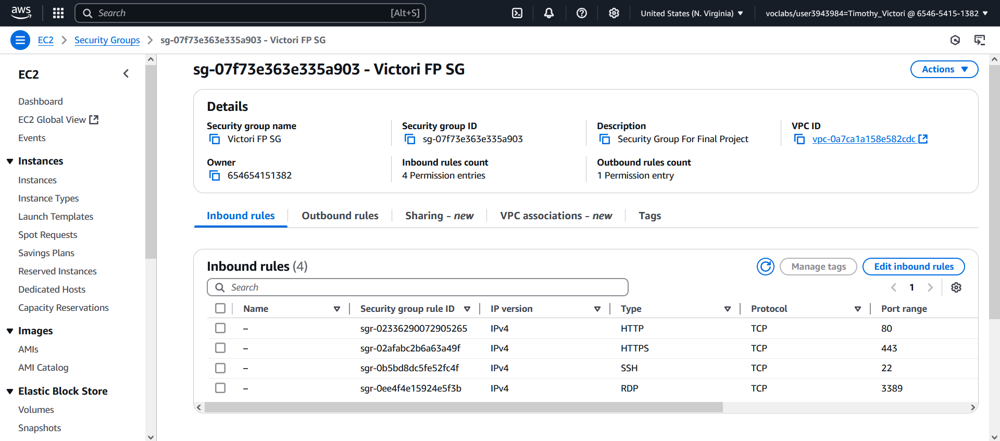 aws
Search [Alt+S]
United States (N. Virginia)
voclabs/user3943984=Timothy_Victori @ 6546-5415-1382
EC2 Security Groups sg-07f73e363e335a903 - Victori FP SG
EC2
Dashboard
EC2 Global View
Events
Instances
Instances
Instance Types
Launch Templates
Spot Requests
Savings Plans
Reserved Instances
Dedicated Hosts
Capacity Reservations
Images
AMIs
AMI Catalog
Elastic Block Store
Volumes
Snapshots
sg-07f73e363e335a903 - Victori FP SG
Actions
Details
Security group name
Victori FP SG
Security group ID
sg-07f73e363e335a903
Description
Security Group For Final Project
VPC ID
vpc-0a7ca1a158e582cdc
Owner
654654151382
Inbound rules count
4 Permission entries
Outbound rules count
1 Permission entry
Inbound rules Outbound rules Sharing - new VPC associations - new Tags
Inbound rules (4)
Manage tags
Edit inbound rules
Search
1
Name Security group rule ID IP version Type Protocol Port range
– sgr-02336290072905265 IPv4 HTTP TCP 80
– sgr-02afabc2b6a63a49f IPv4 HTTPS TCP 443
– sgr-0b5bd8dc5fe52fc4f IPv4 SSH TCP 22
– sgr-0ee4f4e15924e5f3b IPv4 RDP TCP 3389